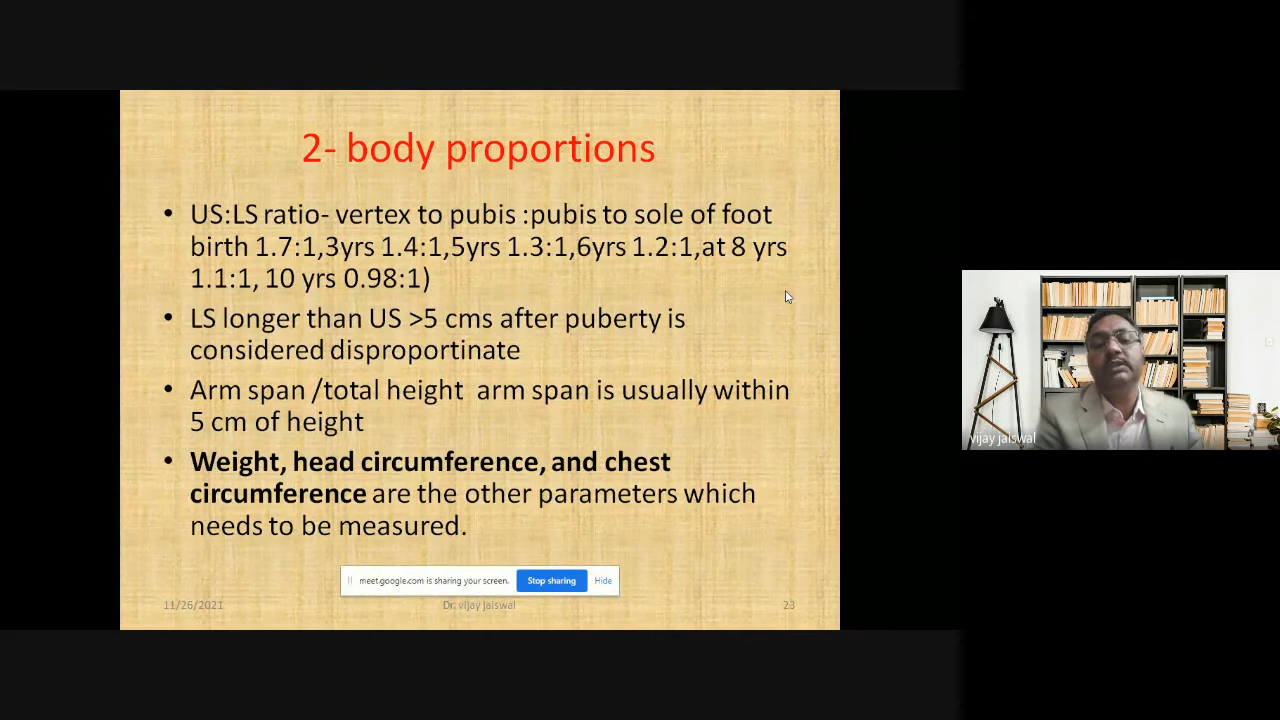 2- body proportions
• US:LS ratio- vertex to pubis :pubis to sole of foot
birth 1.7:1,3yrs 1.4:1,5yrs 1.3:1,6yrs 1.2:1,at 8 yrs
1.1:1, 10 yrs 0.98:1)
• LS longer than US >5 cms after puberty is
considered disproportinate
• Arm span /total height  arm span is usually within
5 cm of height
• Weight, head circumference, and chest
circumference are the other parameters which
needs to be measured.
meet.google.com is sharing your screen. Stop sharing Hide
11/26/2021 Dr. vijay jaiswal 23
vijay jaiswal